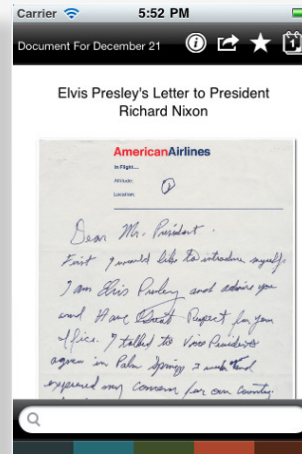 Carrier 5:52 PM
Document For December 21
Elvis Presley's Letter to President
Richard Nixon
AmericanAirlines
In Flight...
Altitude;
Location;
Dear Mr. President.
First I would like to introduce myself.
I am Elvis Presley and admire you
and Have Great Respect for your
office. I talked to Vice President
Agnew in Palm Springs 3 weeks and
expressed my concern for our country.